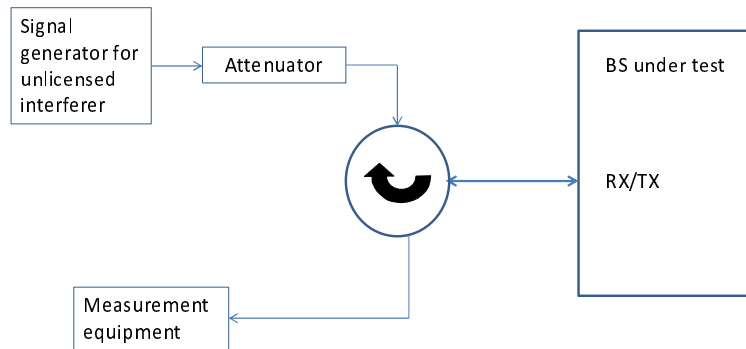 Signal
generator for
unlicensed
interferer
Attenuator
BS under test
RX/TX
Measurement
equipment